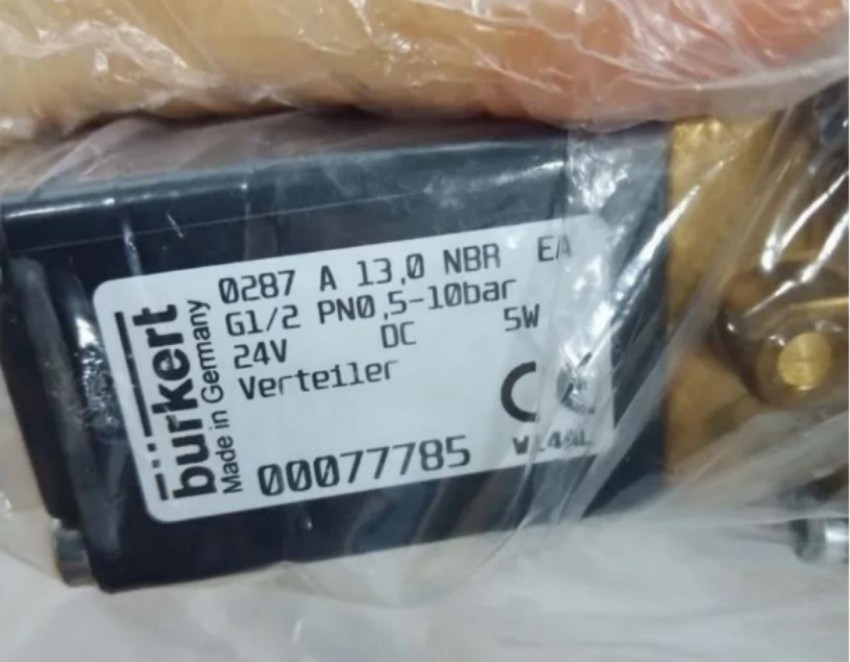 bürkert
Made in Germany
0287 A 13,0 NBR EA
G1/2 PN0,5-10bar
24V DC 5W
Verteiler
CE
00077785